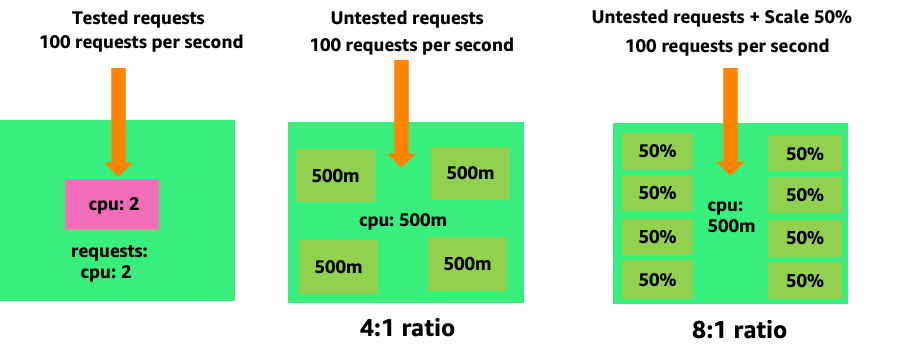 Tested requests
100 requests per second
cpu: 2
requests:
cpu: 2
Untested requests
100 requests per second
500m
500m
cpu: 500m
500m
500m
4:1 ratio
Untested requests + Scale 50%
100 requests per second
50%
50%
50%
50%
cpu:
500m
50%
50%
50%
50%
8:1 ratio